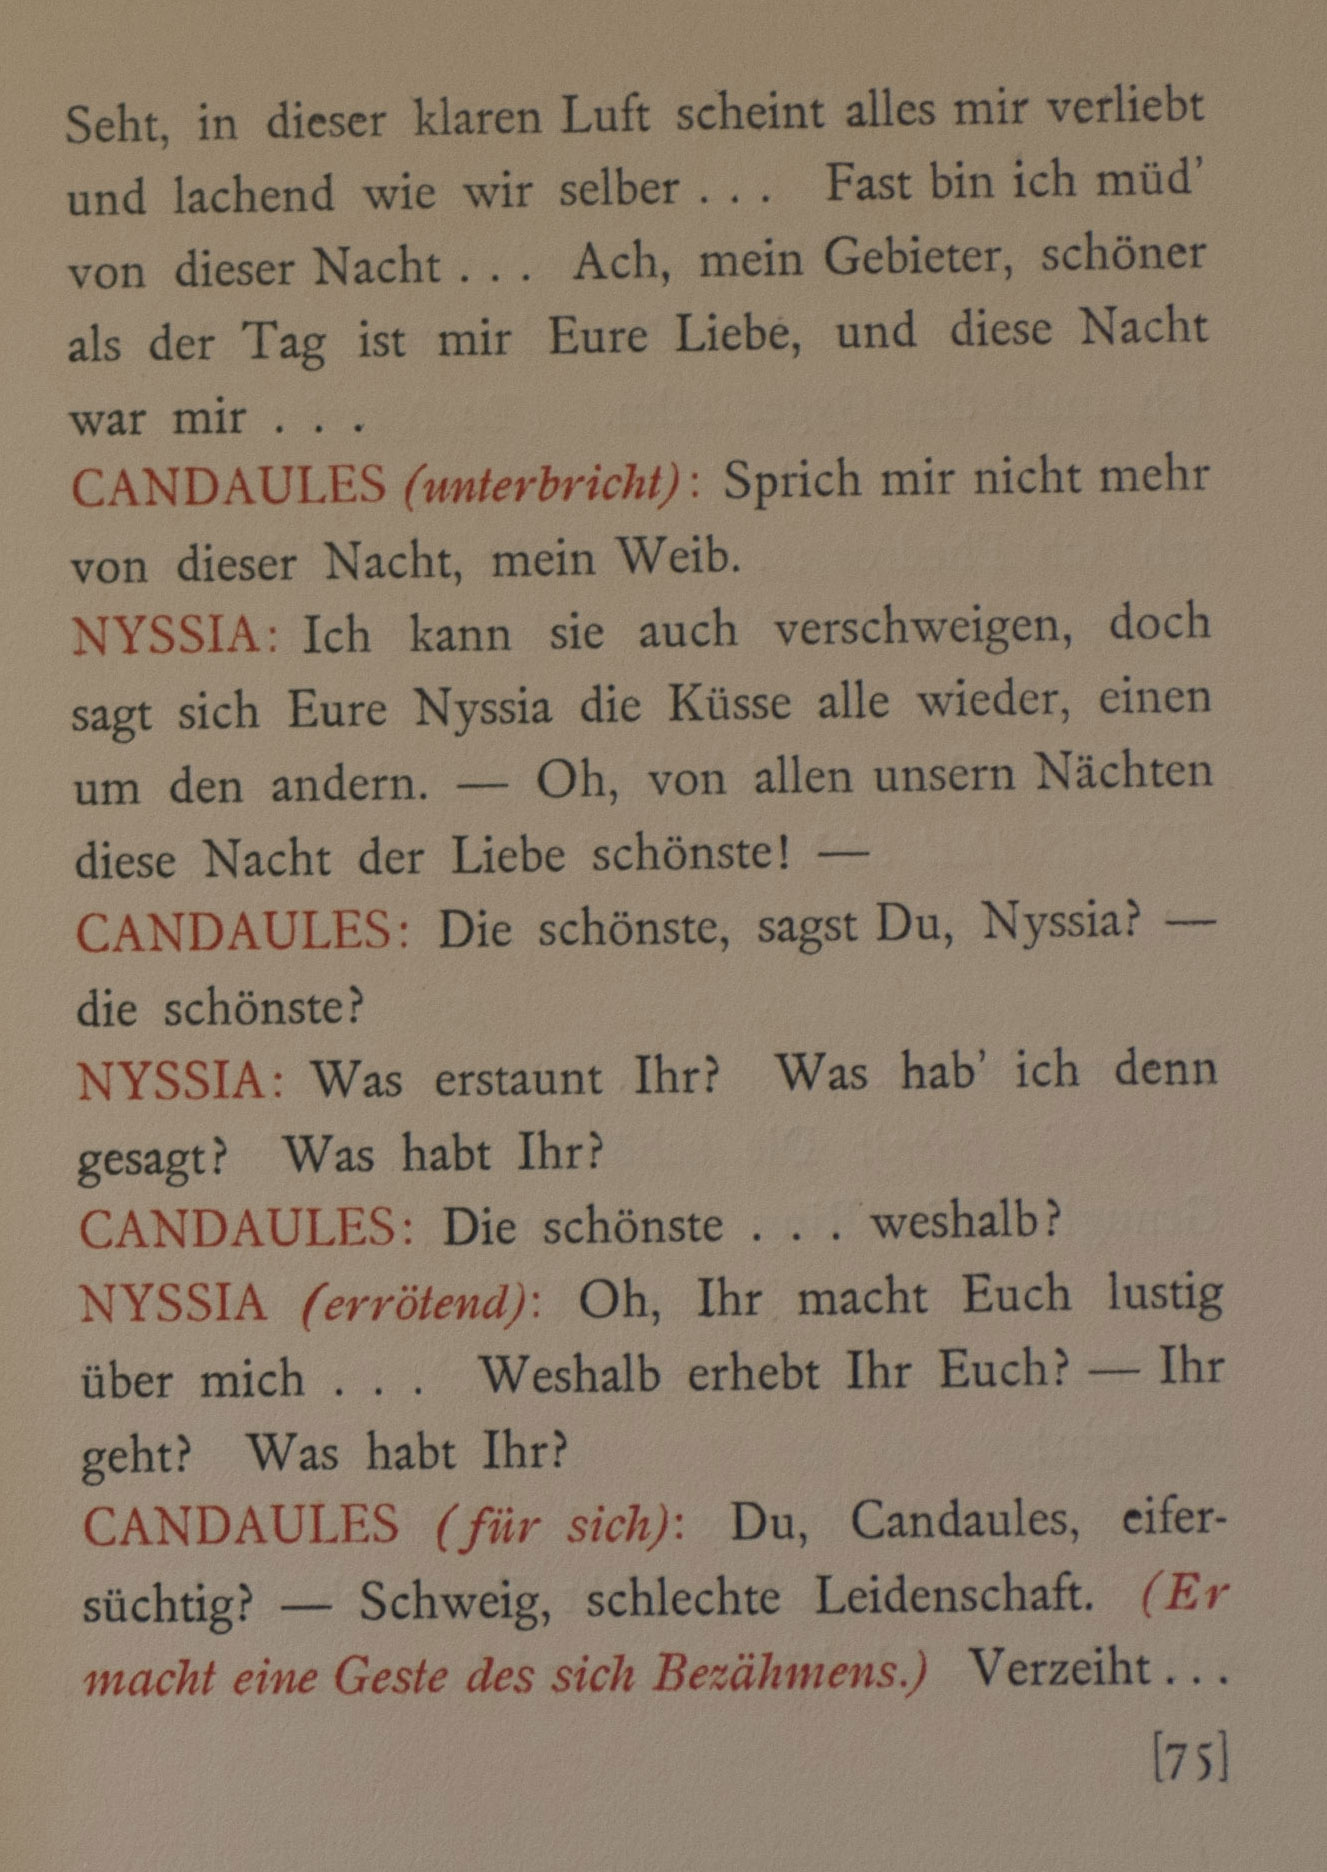 Seht, in dieser klaren Luft scheint alles mir verliebt
und lachend wie wir selber . . . Fast bin ich müd’
von dieser Nacht . . . Ach, mein Gebieter, schöner
als der Tag ist mir Eure Liebe, und diese Nacht
war mir . . .
CANDAULES (unterbricht): Sprich mir nicht mehr
von dieser Nacht, mein Weib.
NYSSIA: Ich kann sie auch verschweigen, doch
sagt sich Eure Nyssia die Küsse alle wieder, einen
um den andern. — Oh, von allen unsern Nächten
diese Nacht der Liebe schönste! —
CANDAULES: Die schönste, sagst Du, Nyssia? —
die schönste?
NYSSIA: Was erstaunt Ihr? Was hab’ ich denn
gesagt? Was habt Ihr?
CANDAULES: Die schönste . . . weshalb?
NYSSIA (errötend): Oh, Ihr macht Euch lustig
über mich . . . Weshalb erhebt Ihr Euch? — Ihr
geht? Was habt Ihr?
CANDAULES (für sich): Du, Candaules, eifer-
süchtig? — Schweig, schlechte Leidenschaft. (Er
macht eine Geste des sich Bezähmens.) Verzeiht . . .
[75]